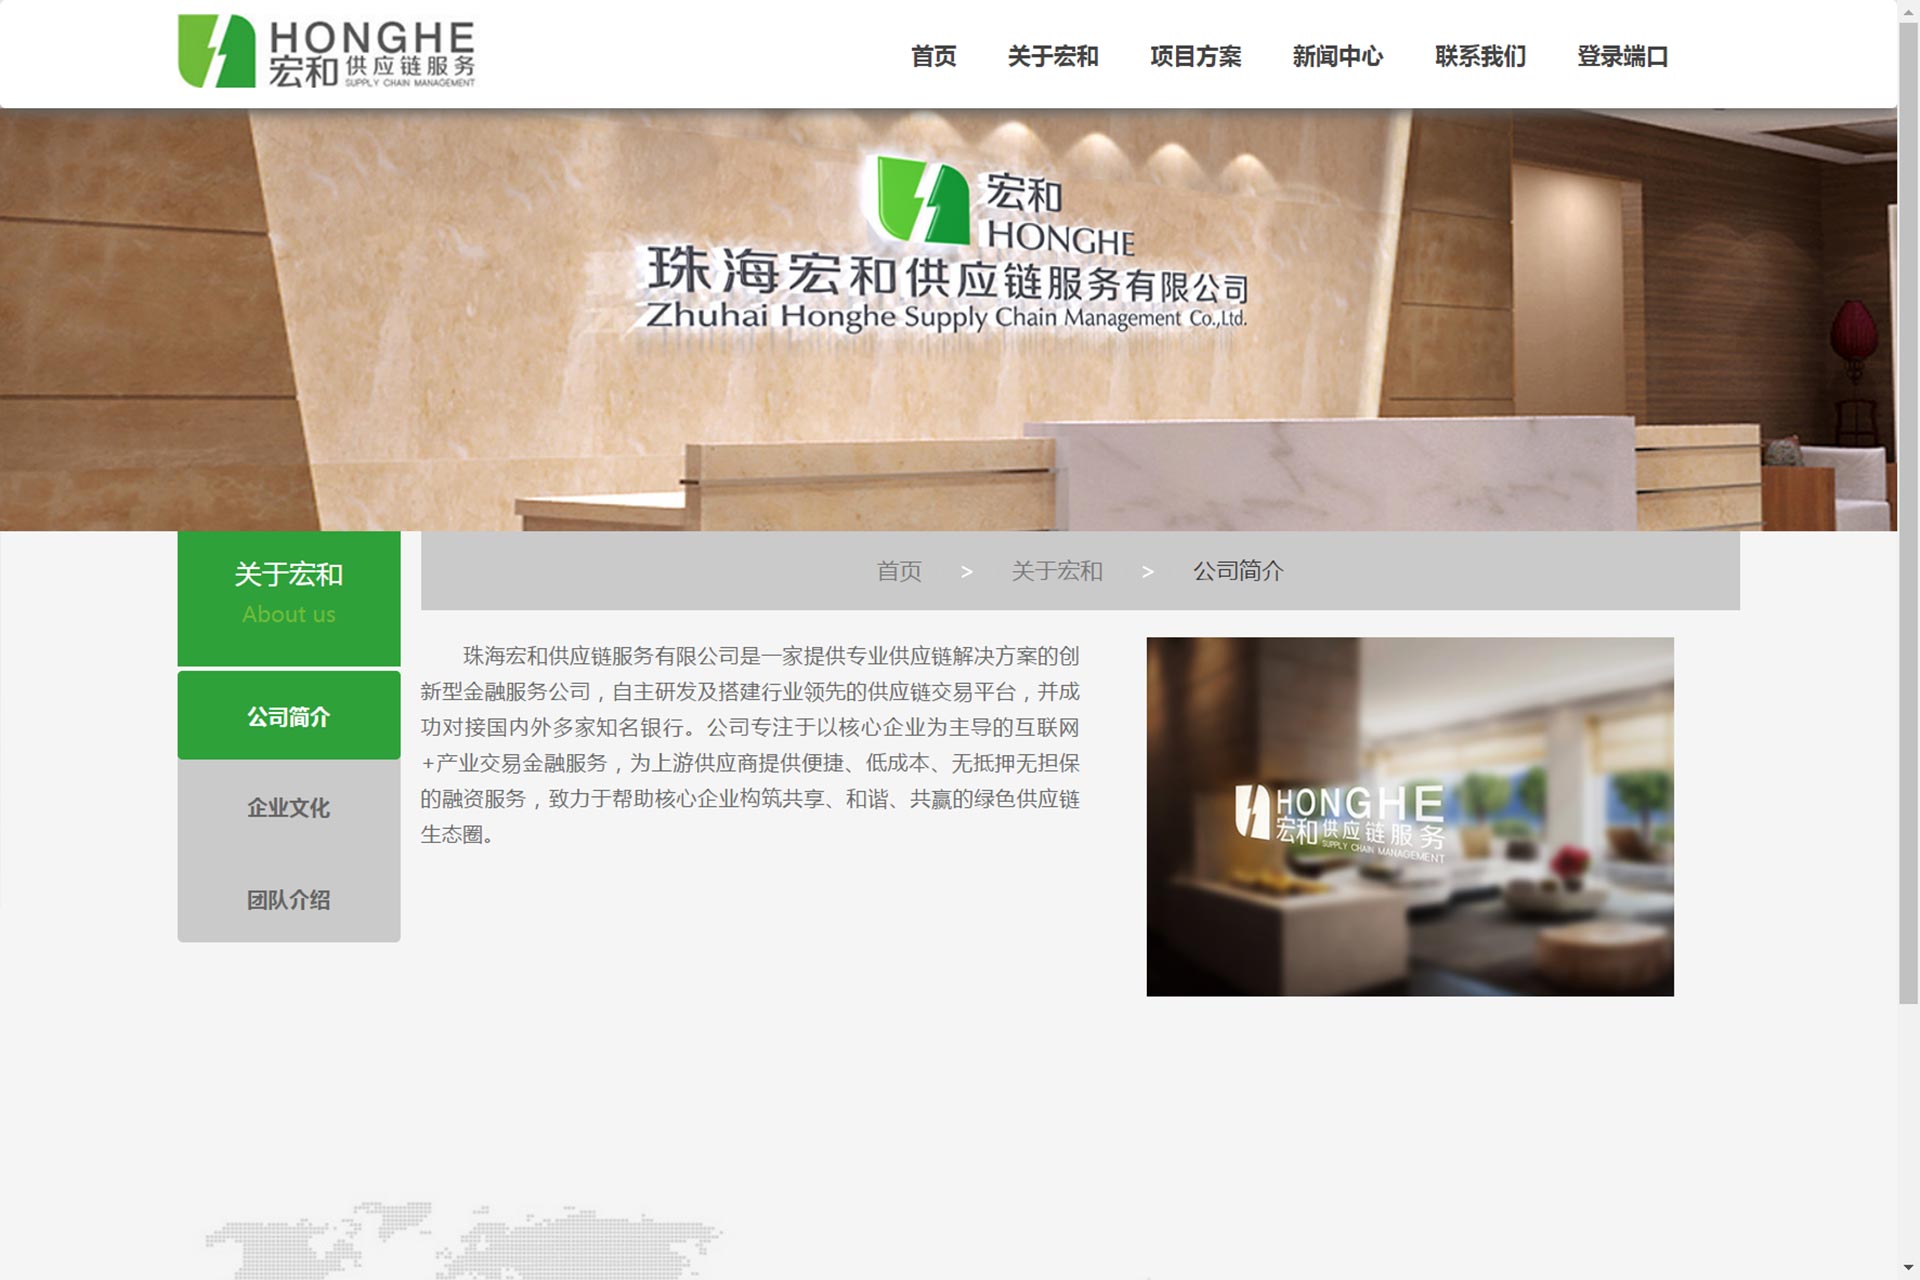 HONGHE
宏和供应链服务
SUPPLY CHAIN MANAGEMENT
首页 关于宏和 项目方案 新闻中心 联系我们 登录端口
宏和
HONGHE
珠海宏和供应链服务有限公司
Zhuhai Honghe Supply Chain Management Co.,Ltd.
关于宏和
About us
公司简介
企业文化
团队介绍
首页 > 关于宏和 > 公司简介
珠海宏和供应链服务有限公司是一家提供专业供应链解决方案的创
新型金融服务公司，自主研发及搭建行业领先的供应链交易平台，并成
功对接国内外多家知名银行。公司专注于以核心企业为主导的互联网
+产业交易金融服务，为上游供应商提供便捷、低成本、无抵押无担保
的融资服务，致力于帮助核心企业构筑共享、和谐、共赢的绿色供应链
生态圈。
HONGHE
宏和供应链服务
SUPPLY CHAIN MANAGEMENT